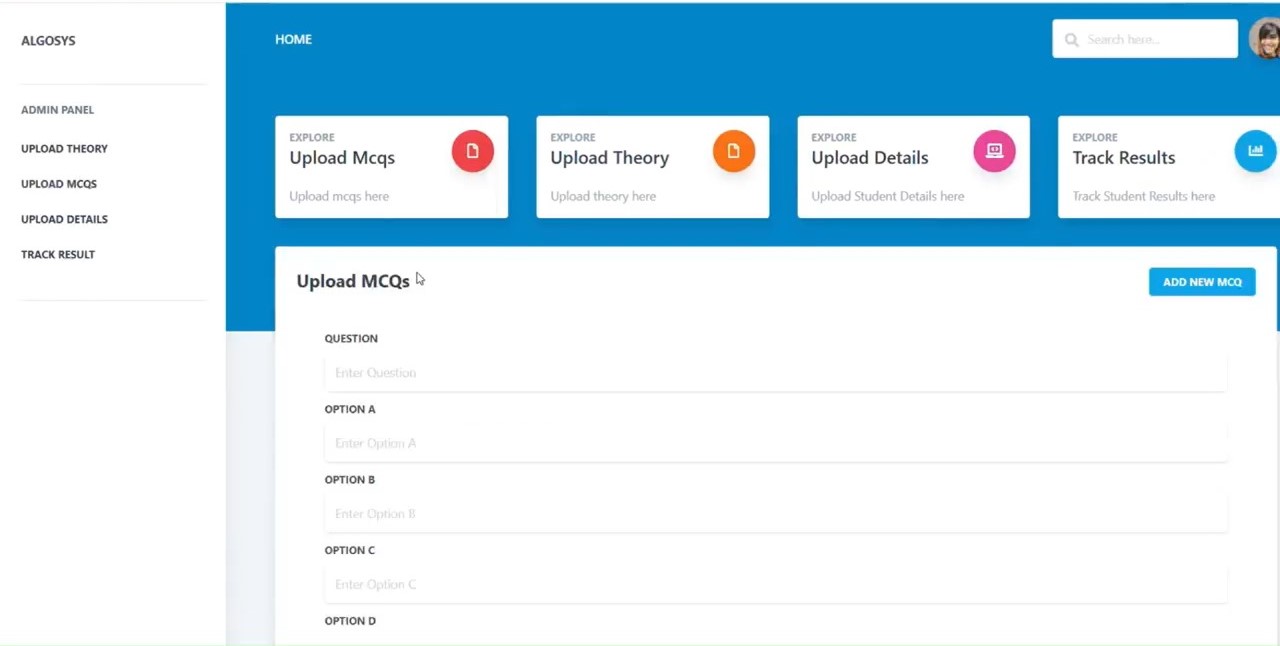 ALGOSYS
ADMIN PANEL
UPLOAD THEORY
UPLOAD MCQS
UPLOAD DETAILS
TRACK RESULT
HOME
Search here...
EXPLORE
Upload Mcqs
Upload mcqs here
EXPLORE
Upload Theory
Upload theory here
EXPLORE
Upload Details
Upload Student Details here
EXPLORE
Track Results
Track Student Results here
Upload MCQs
ADD NEW MCQ
QUESTION
Enter Question
OPTION A
Enter Option A
OPTION B
Enter Option B
OPTION C
Enter Option C
OPTION D